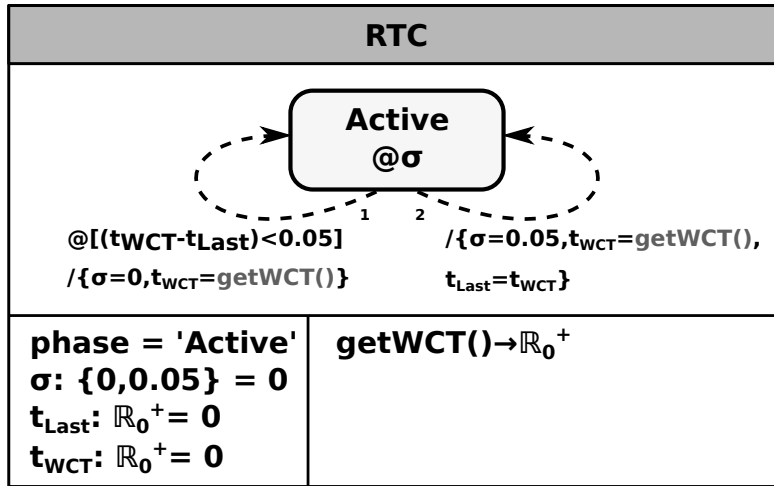 RTC
Active
@σ
1 2
@[(tWCT-tLast)<0.05]
/{σ=0,tWCT=getWCT()}
/{σ=0.05,tWCT=getWCT(),
tLast=tWCT}
phase = 'Active'
σ: {0,0.05} = 0
tLast: ℝ₀⁺= 0
tWCT: ℝ₀⁺= 0
getWCT()→ℝ₀⁺